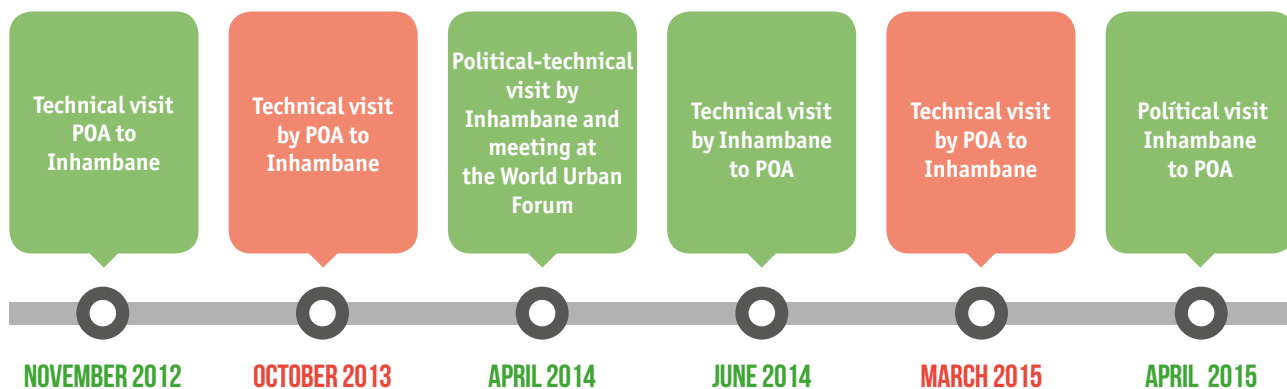 Technical visit
POA to
Inhambane
Technical visit
by POA to
Inhambane
Political-technical
visit by
Inhambane and
meeting at
the World Urban
Forum
Technical visit
by Inhambane
to POA
Technical visit
by POA to
Inhambane
Polítical visit
Inhambane
to POA
NOVEMBER 2012
OCTOBER 2013
APRIL 2014
JUNE 2014
MARCH 2015
APRIL 2015